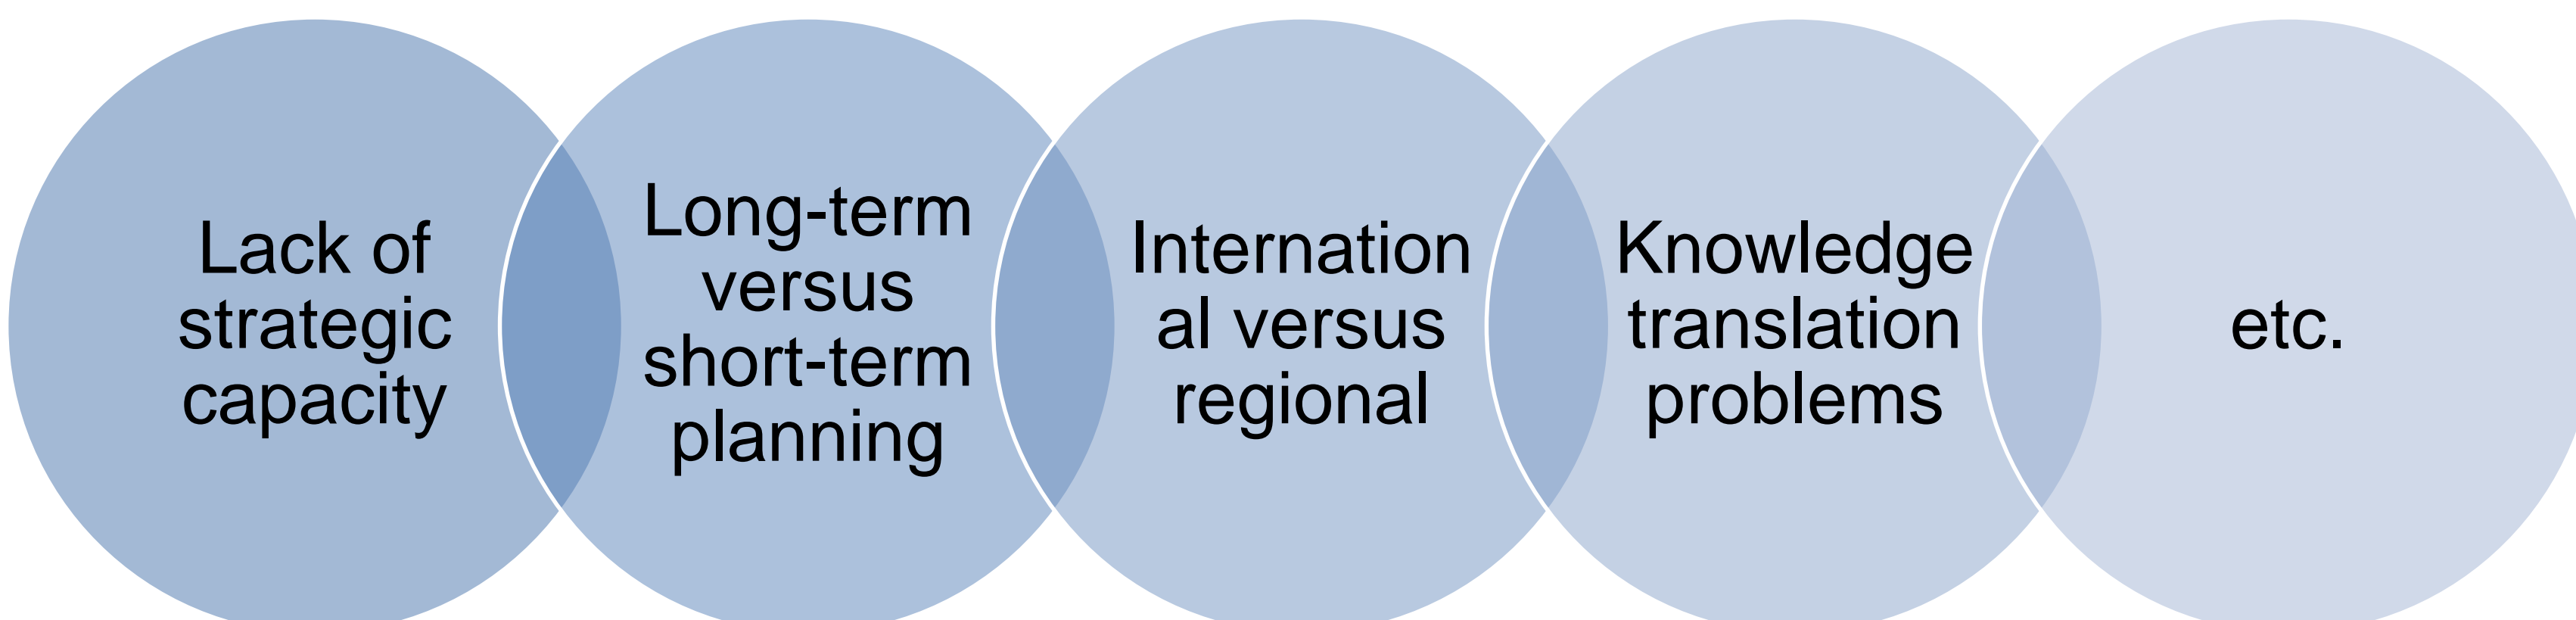 Lack of
strategic
capacity
Long-term
versus
short-term
planning
Internation
al versus
regional
Knowledge
translation
problems
etc.